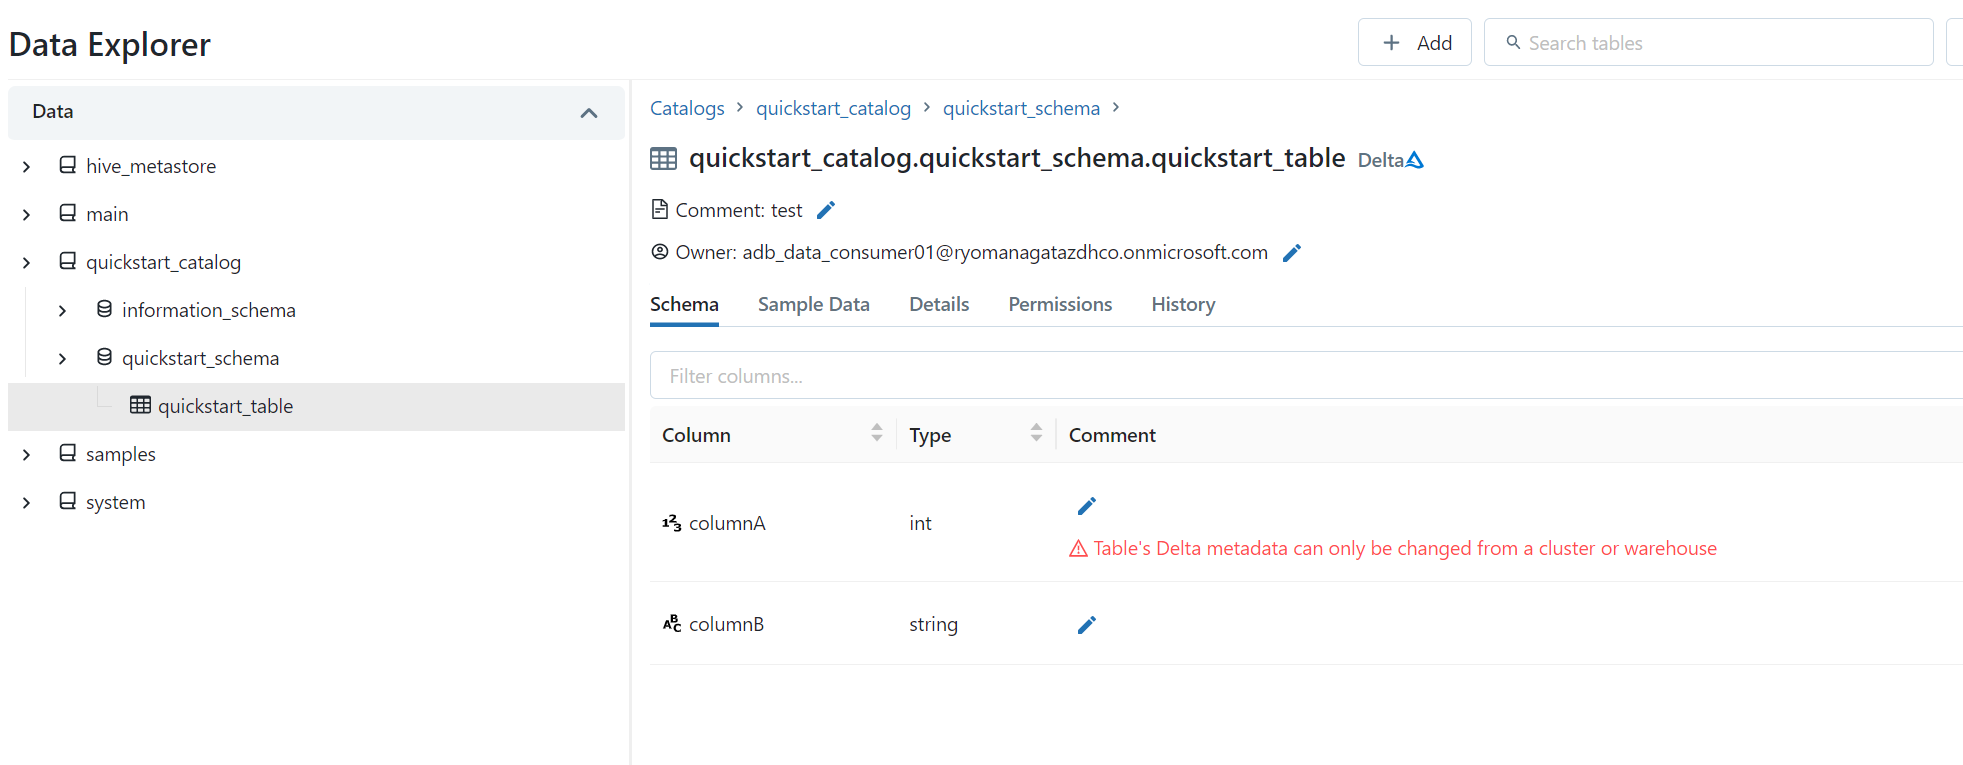 Data Explorer
Add
Search tables
Data
hive_metastore
main
quickstart_catalog
information_schema
quickstart_schema
quickstart_table
samples
system
Catalogs > quickstart_catalog > quickstart_schema >
quickstart_catalog.quickstart_schema.quickstart_table Delta
Comment: test
Owner: adb_data_consumer01@ryomanagatazdhco.onmicrosoft.com
Schema Sample Data Details Permissions History
Filter columns...
Column Type Comment
columnA int
Table's Delta metadata can only be changed from a cluster or warehouse
columnB string